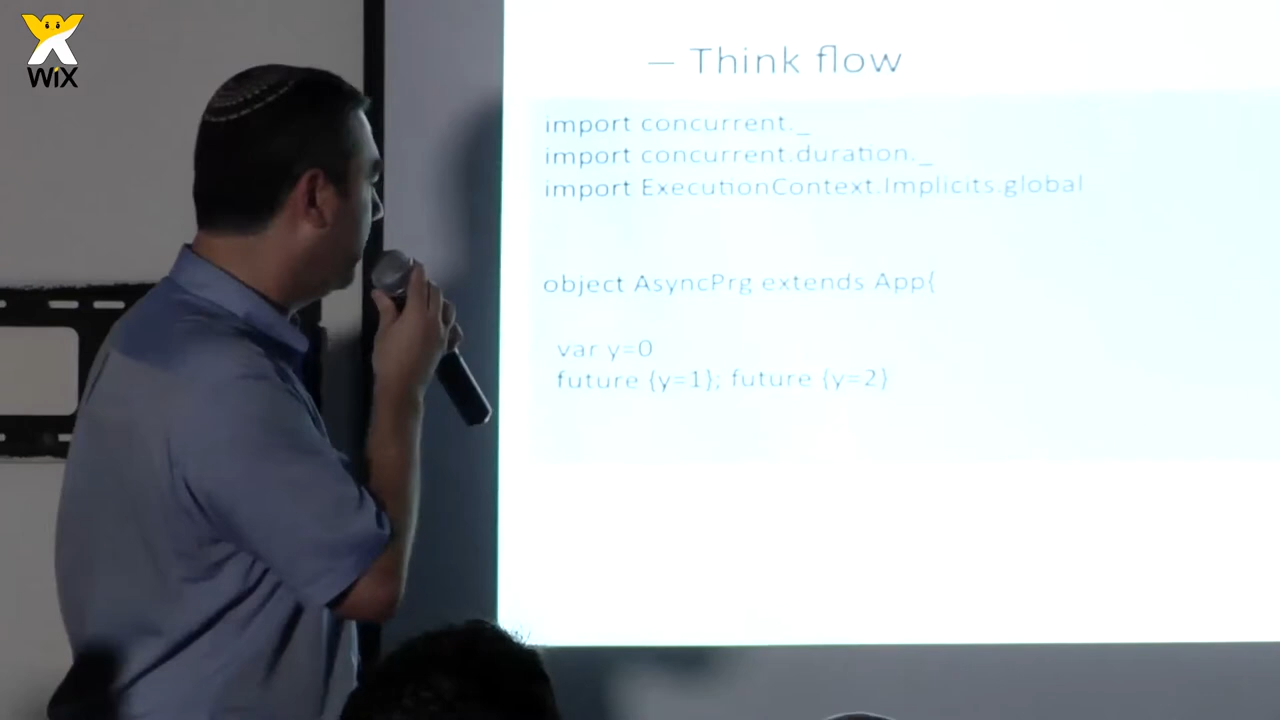 WiX
– Think flow
import concurrent._
import concurrent.duration._
import ExecutionContext.Implicits.global
object AsyncPrg extends App{
var y=0
future {y=1}; future {y=2}